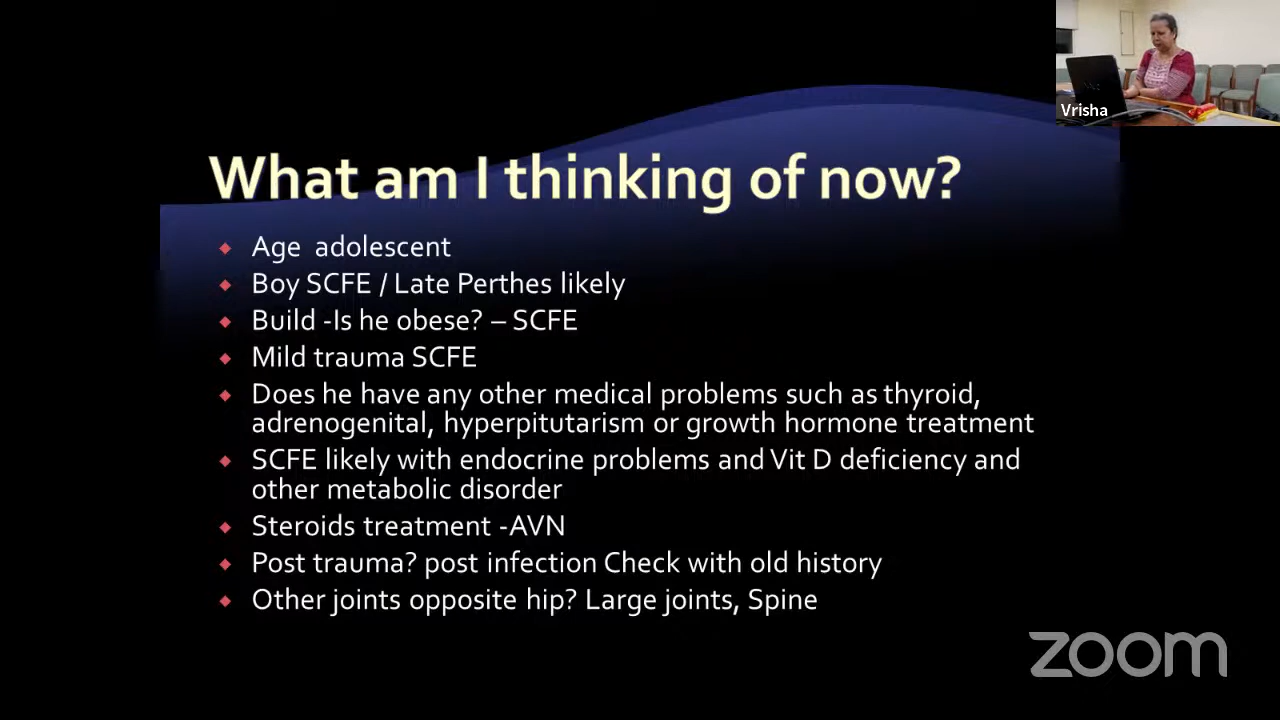 Vrisha
What am I thinking of now?
Age adolescent
Boy SCFE / Late Perthes likely
Build -Is he obese? – SCFE
Mild trauma SCFE
Does he have any other medical problems such as thyroid,
adrenogenital, hyperpitutarism or growth hormone treatment
SCFE likely with endocrine problems and Vit D deficiency and
other metabolic disorder
Steroids treatment -AVN
Post trauma? post infection Check with old history
Other joints opposite hip? Large joints, Spine
zoom